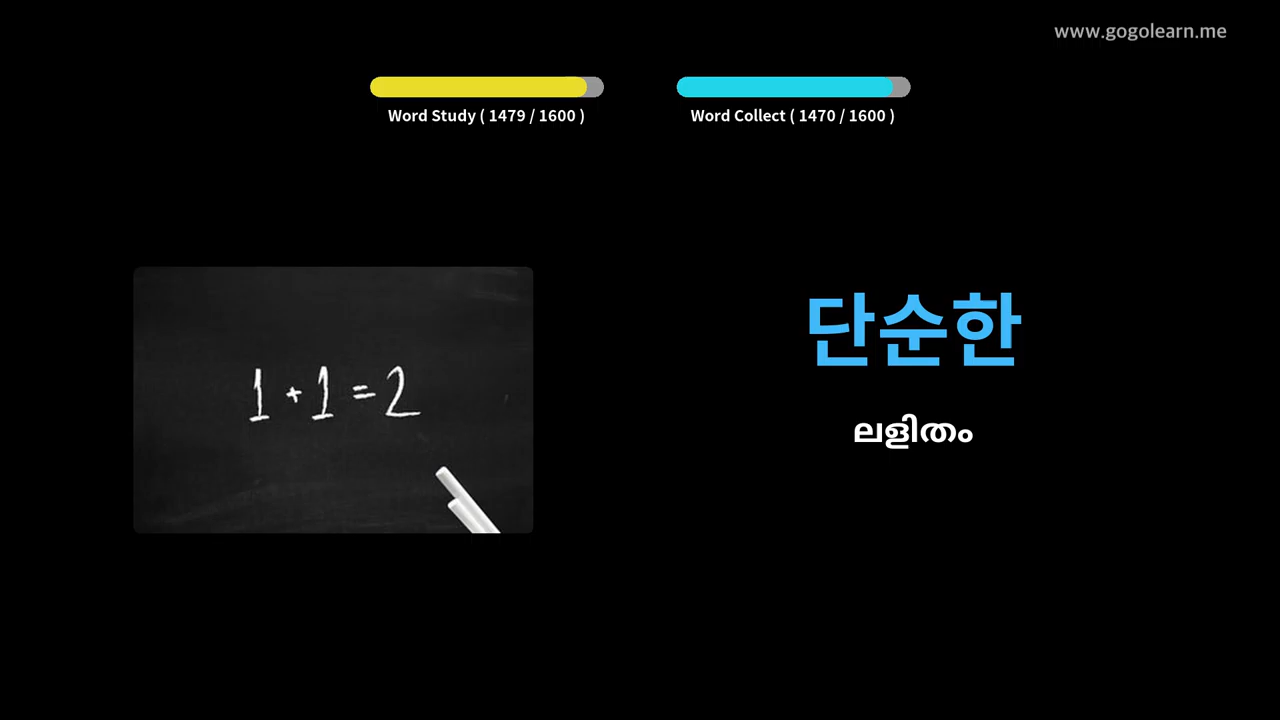 www.gogolearn.me
Word Study ( 1479 / 1600 )
Word Collect ( 1470 / 1600 )
1 + 1 = 2
단순한
ലളിതം